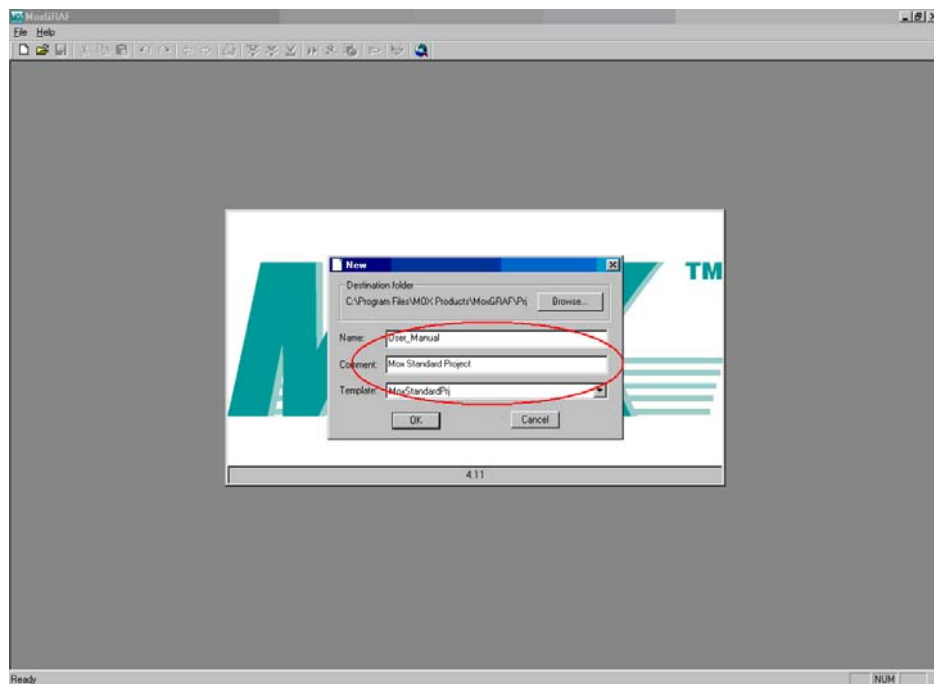 MoxGRAF
File Help
New
Destination folder
C:\Program Files\MOX Products\MoxGRAF\Prj
Browse...
Name: User_Manual
Comment: Mox Standard Project
Template: MoxStandardPrj
OK
Cancel
TM
4.11
Ready
NUM